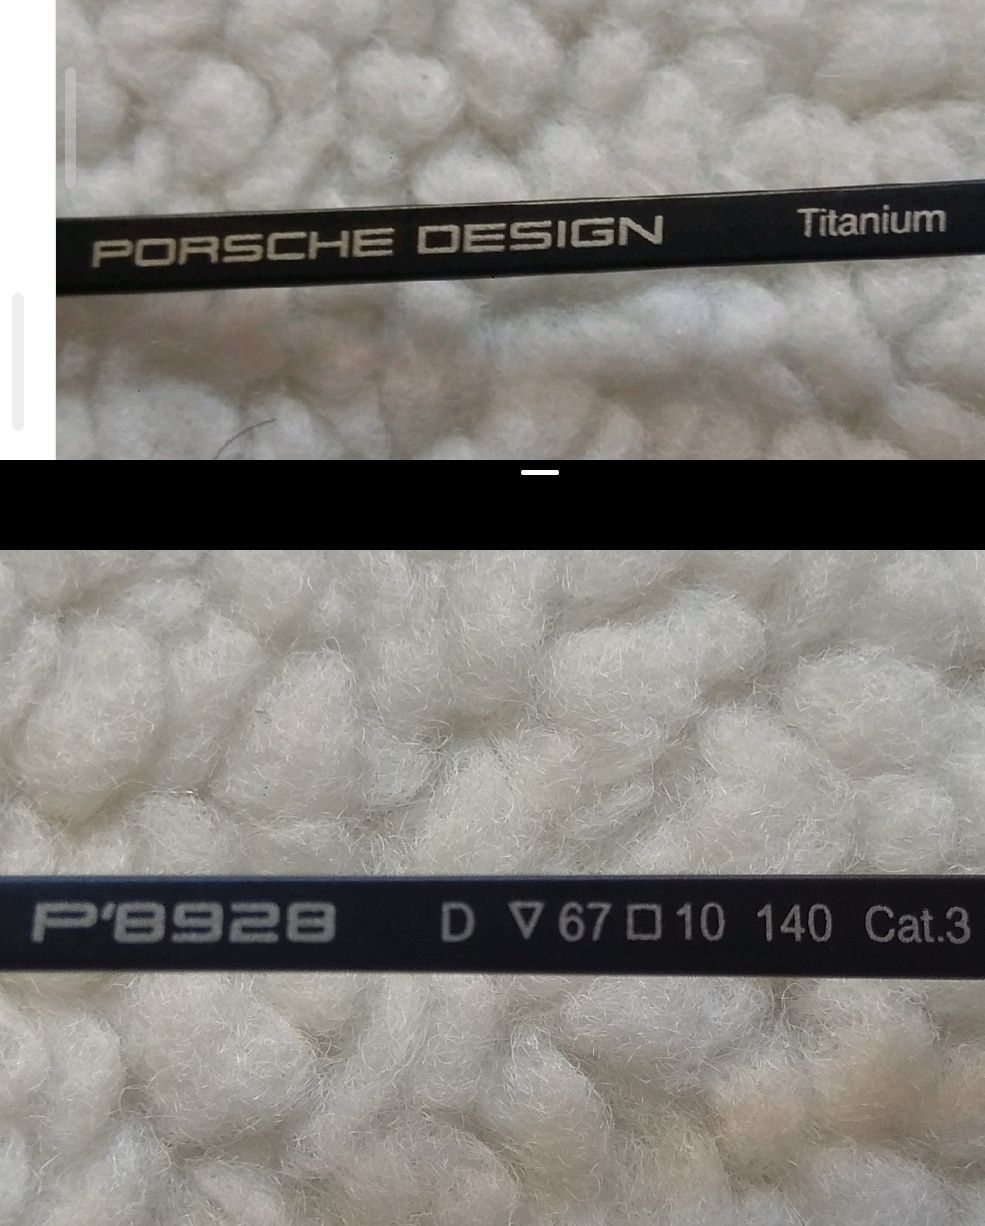 PORSCHE DESIGN Titanium
P'8928 D ▽ 67 □ 10 140 Cat.3